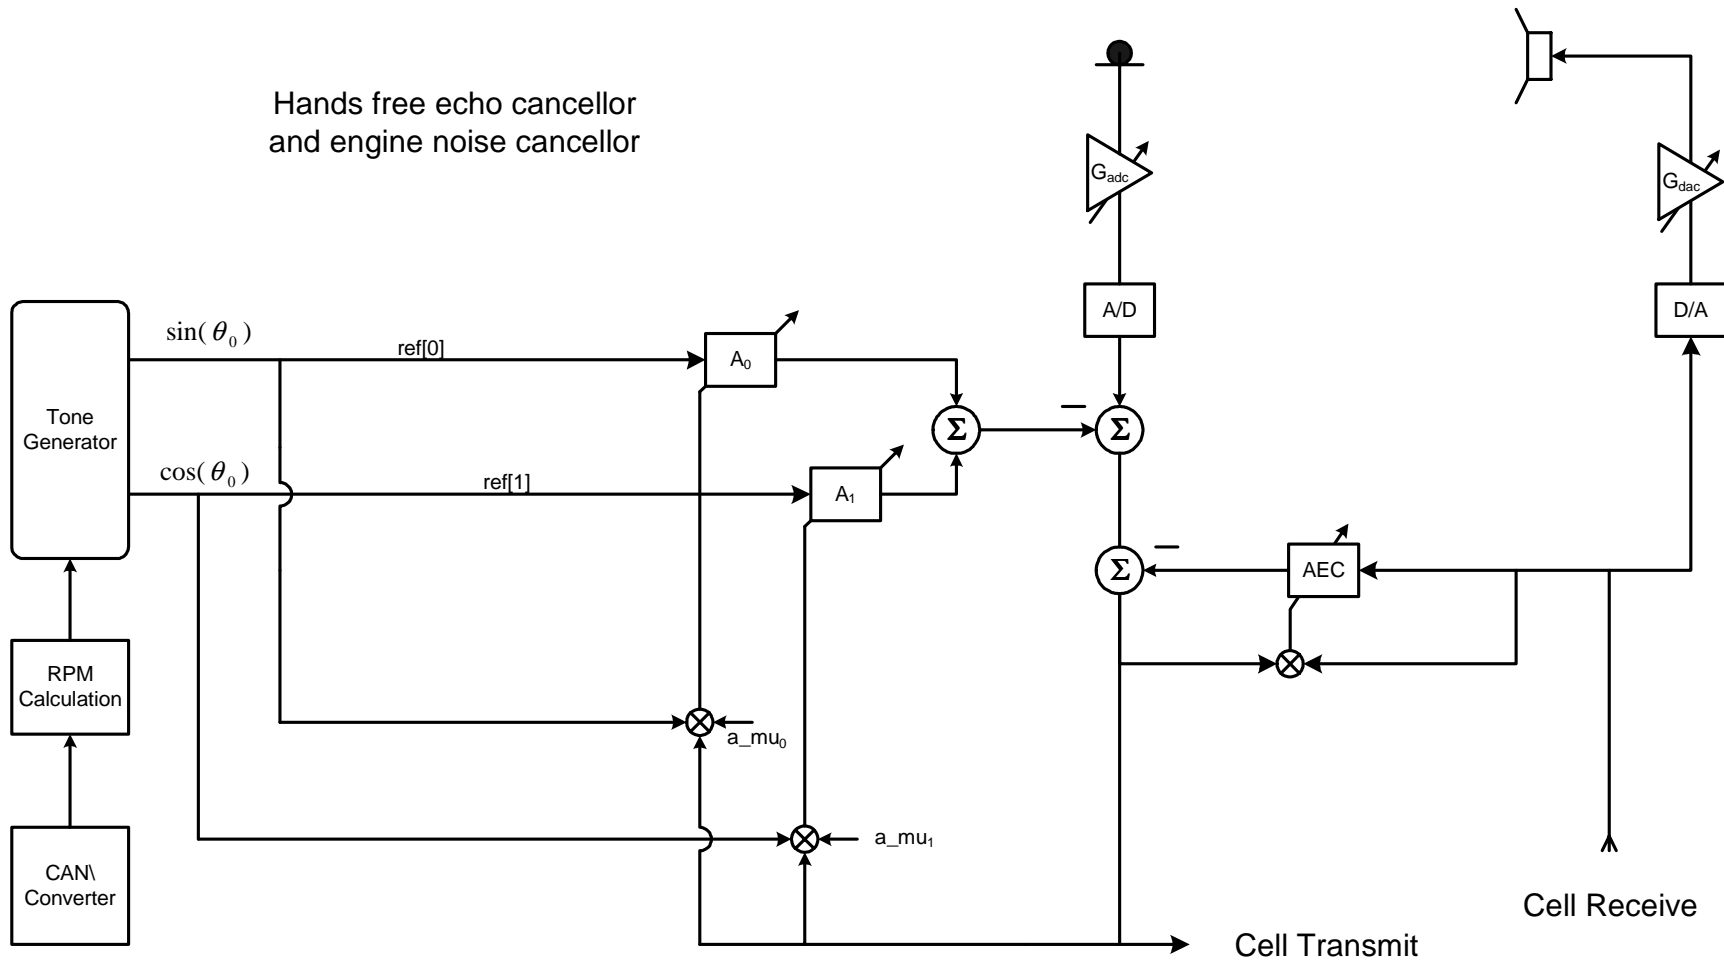 Hands free echo cancellor
and engine noise cancellor
G_adc
G_dac
A/D
D/A
sin(θ_0)
ref[0]
A_0
Tone
Generator
Σ
−
Σ
cos(θ_0)
ref[1]
A_1
−
Σ
AEC
RPM
Calculation
a_mu_0
a_mu_1
CAN\
Converter
Cell Receive
Cell Transmit